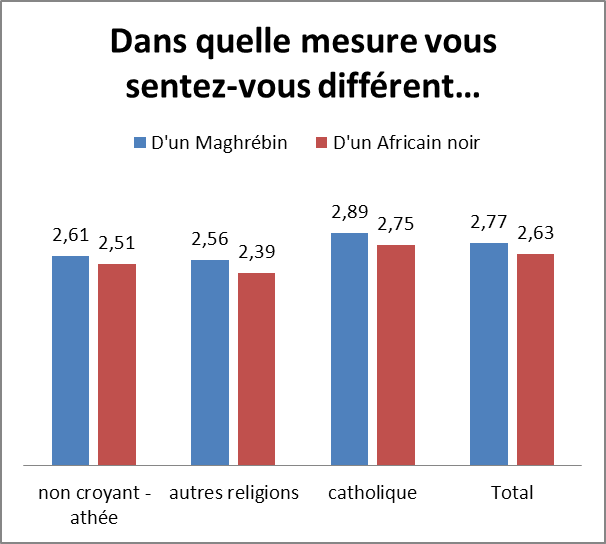 Dans quelle mesure vous
sentez-vous différent...
D'un Maghrébin D'un Africain noir
2,61 2,51 2,56 2,39 2,89 2,75 2,77 2,63
non croyant - autres religions catholique Total
athée